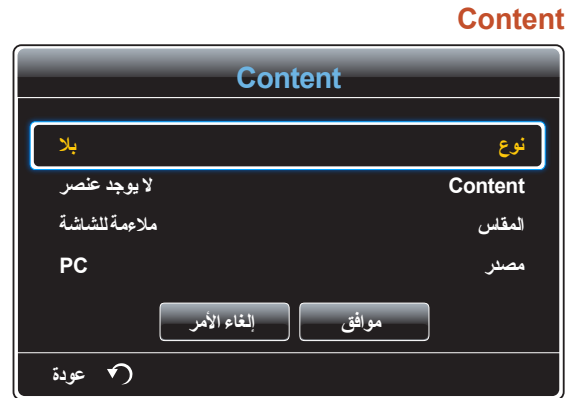 Content
Content
نوع بلا
Content لا يوجد عنصر
المقاس ملاءمة للشاشة
مصدر PC
موافق إلغاء الأمر
عودة